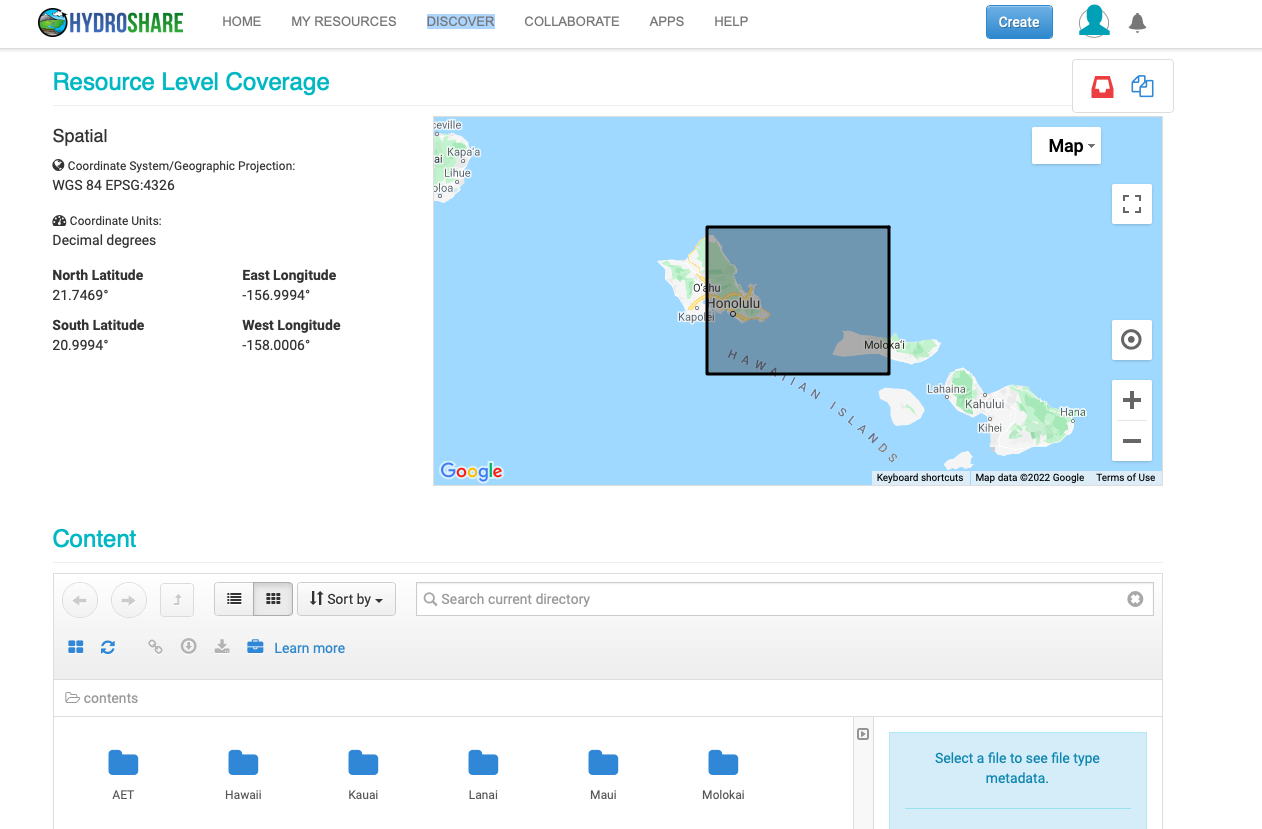 HYDROSHARE HOME MY RESOURCES DISCOVER COLLABORATE APPS HELP Create
Resource Level Coverage
Spatial
Coordinate System/Geographic Projection:
WGS 84 EPSG:4326
Coordinate Units:
Decimal degrees
North Latitude East Longitude
21.7469° -156.9994°
South Latitude West Longitude
20.9994° -158.0006°
ceville
Kapaʻa
ai
Lihue
oloa
Map
Oʻahu
Honolulu
Kapolei
Molokaʻi
HAWAIIAN ISLANDS
Lahaina
Kahului
Hana
Kihei
Google
Keyboard shortcuts Map data ©2022 Google Terms of Use
Content
Sort by Search current directory
Learn more
contents
Select a file to see file type
metadata.
AET Hawaii Kauai Lanai Maui Molokai